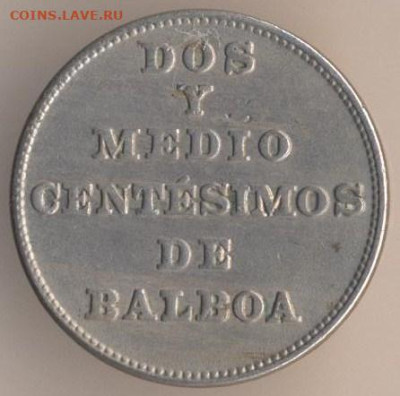 COINS.LAVE.RU
DOS
Y
MEDIO
CENTÉSIMOS
DE
BALBOA